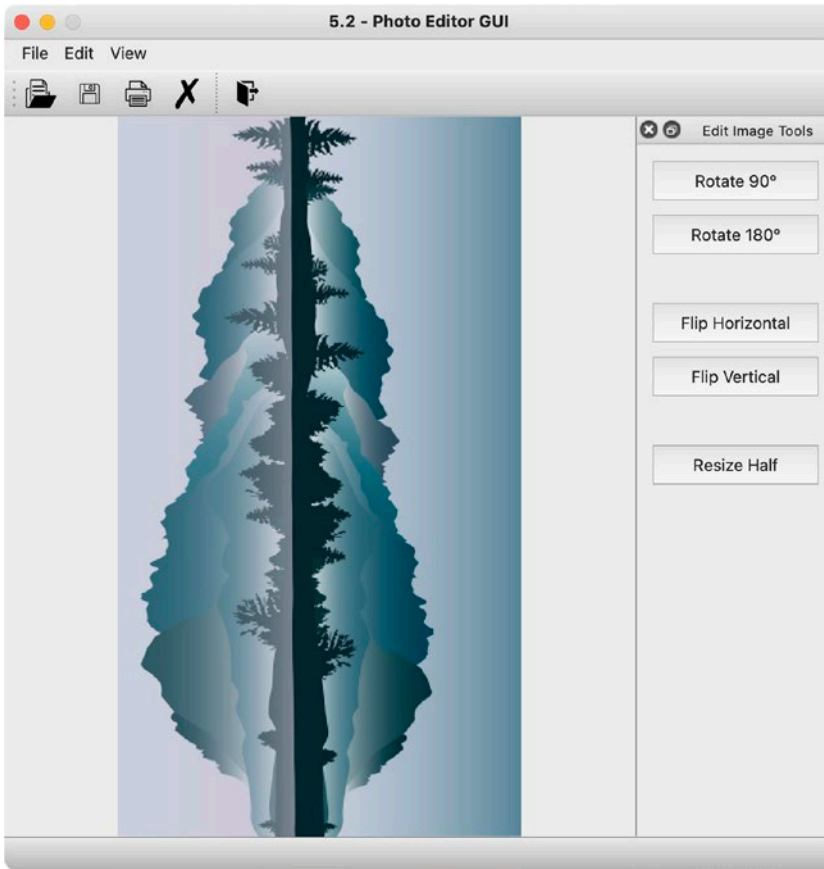 5.2 - Photo Editor GUI
File Edit View
Edit Image Tools
Rotate 90°
Rotate 180°
Flip Horizontal
Flip Vertical
Resize Half